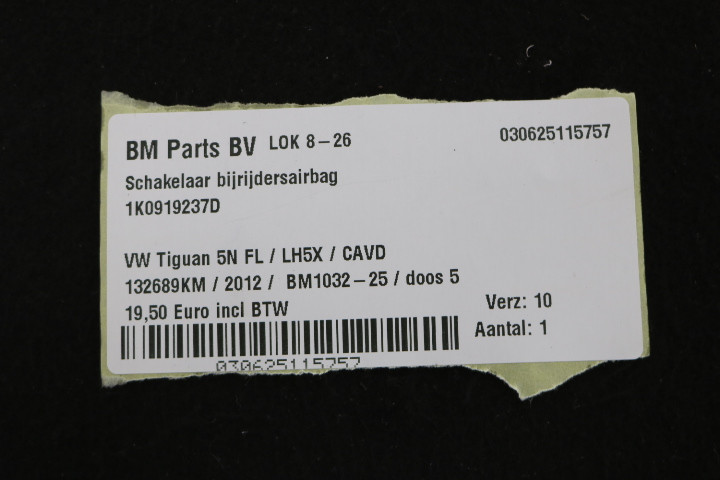 BM Parts BV LOK 8-26 030625115757
Schakelaar bijrijdersairbag
1K0919237D
VW Tiguan 5N FL / LH5X / CAVD
132689KM / 2012 / BM1032-25 / doos 5
19,50 Euro incl BTW
Verz: 10
Aantal: 1
030625115757